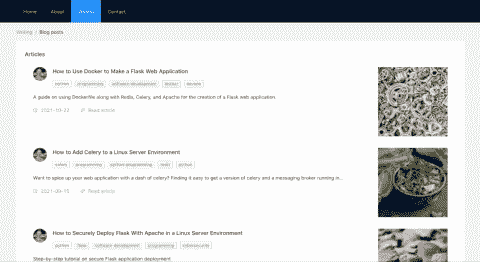 Home About Articles Contact
Writing / Blog posts
Articles
How to Use Docker to Make a Flask Web Application
python programming software-development docker devops
A guide on using Dockerfile along with Redis, Celery, and Apache for the creation of a Flask web application.
2021-10-22 Read article
How to Add Celery to a Linux Server Environment
celery programming python-programming redis python
Want to spice up your web application with a dash of celery? Finding it easy to get a version of celery and a messaging broker running in...
2021-09-15 Read article
How to Securely Deploy Flask With Apache in a Linux Server Environment
python flask software-development programming cybersecurity
Step-by-step tutorial on secure Flask application deployment